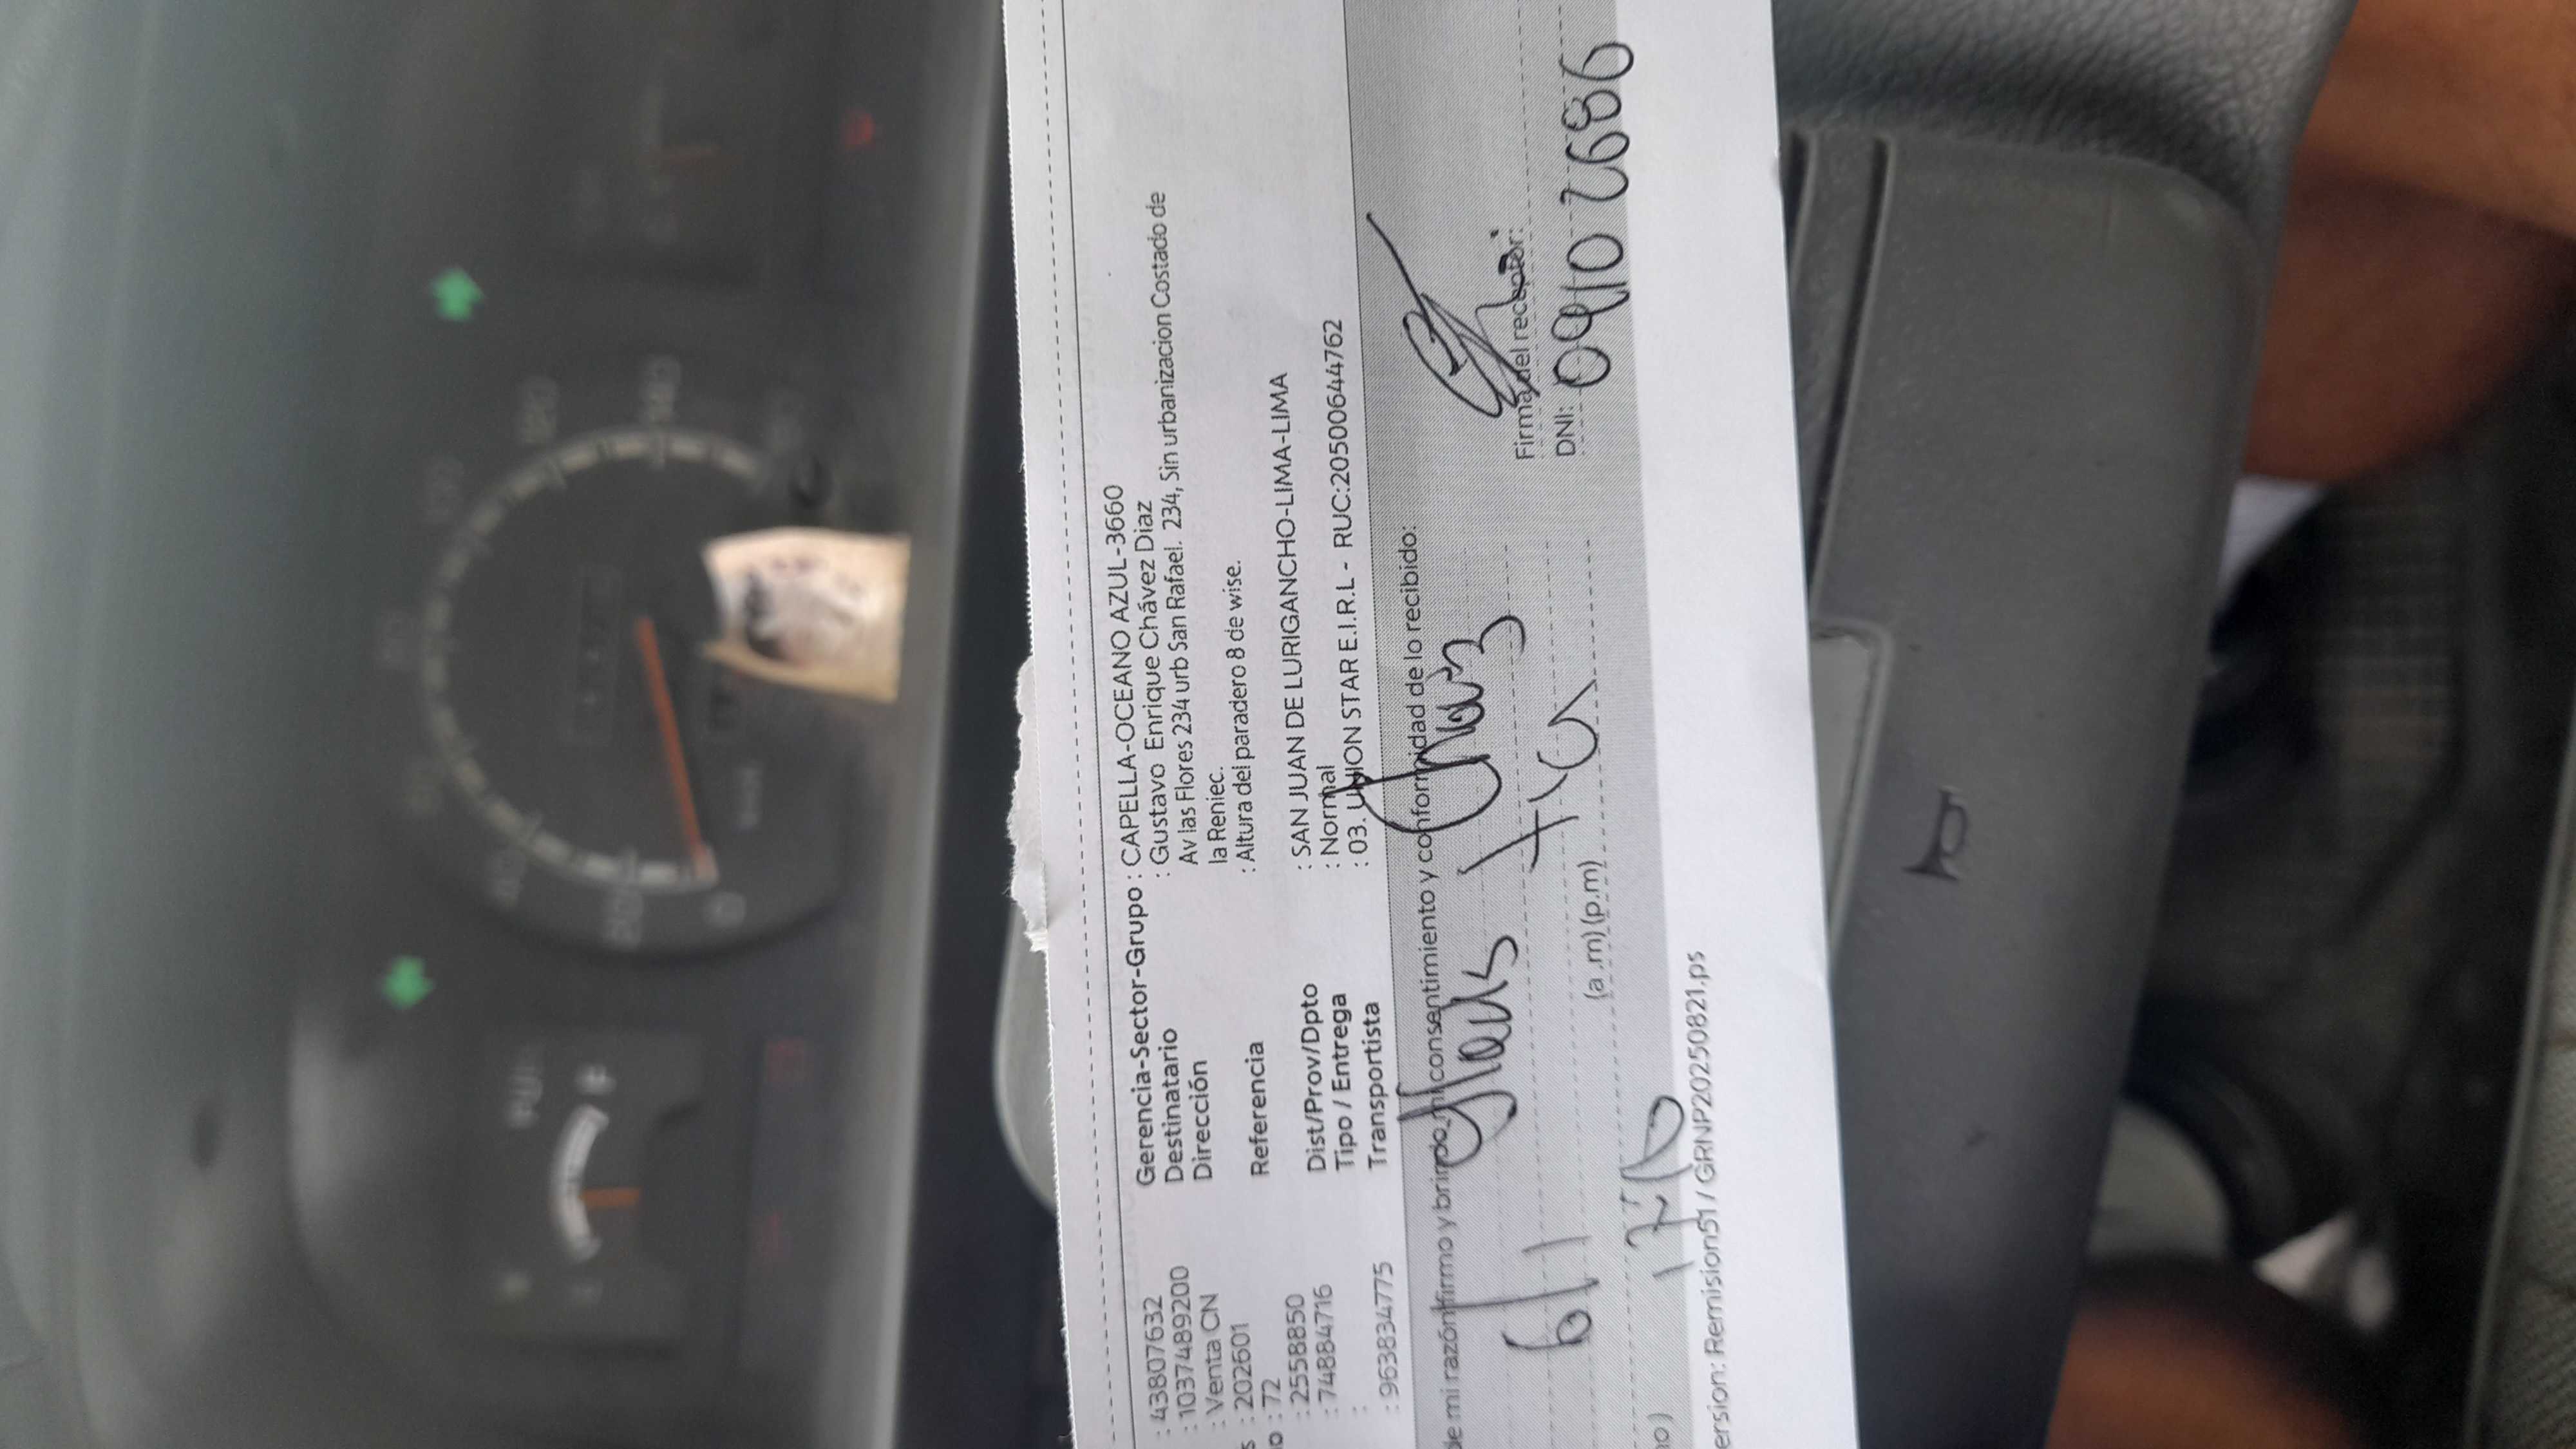 : 43807632
: 10377489200
: Venta CN
: 202601
: 72
: 25588850
: 74884716
:
: 963834775
Gerencia-Sector-Grupo : CAPELLA-OCEANO AZUL-3660
Destinatario : Gustavo Enrique Chávez Diaz
Dirección Av las Flores 234 urb San Rafael. 234, Sin urbanizacion Costado de
la Reniec.
Referencia : Altura del paradero 8 de wise.
Dist/Prov/Dpto : SAN JUAN DE LURIGANCHO-LIMA-LIMA
Tipo / Entrega : Normal
Transportista : 03. UNION STAR E.I.R.L - RUC:20500644762
de mi razón firmo y brindo mi consentimiento y conformidad de lo recibido:
Firma del receptor:
(a.m) (p.m)
DNI: 09102686
ersion: Remision51 / GRNP220250821.ps